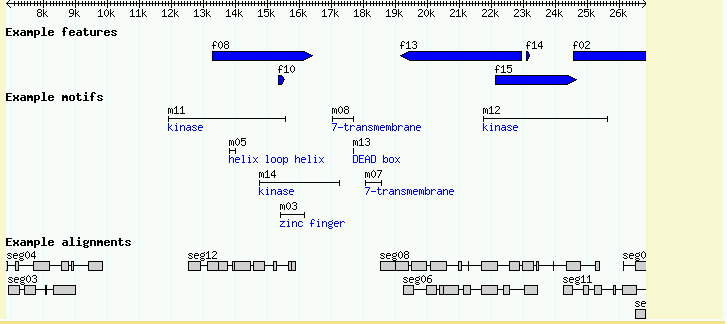 8k 9k 10k 11k 12k 13k 14k 15k 16k 17k 18k 19k 20k 21k 22k 23k 24k 25k 26k
Example features
f08 f13 f14 f02
f10 f15
Example motifs
m11 m08 m12
kinase 7-transmembrane kinase
m05 m13
helix loop helix DEAD box
m14 m07
kinase 7-transmembrane
m03
zinc finger
Example alignments
seg04 seg12 seg08 seg0
seg03 seg06 seg11
se